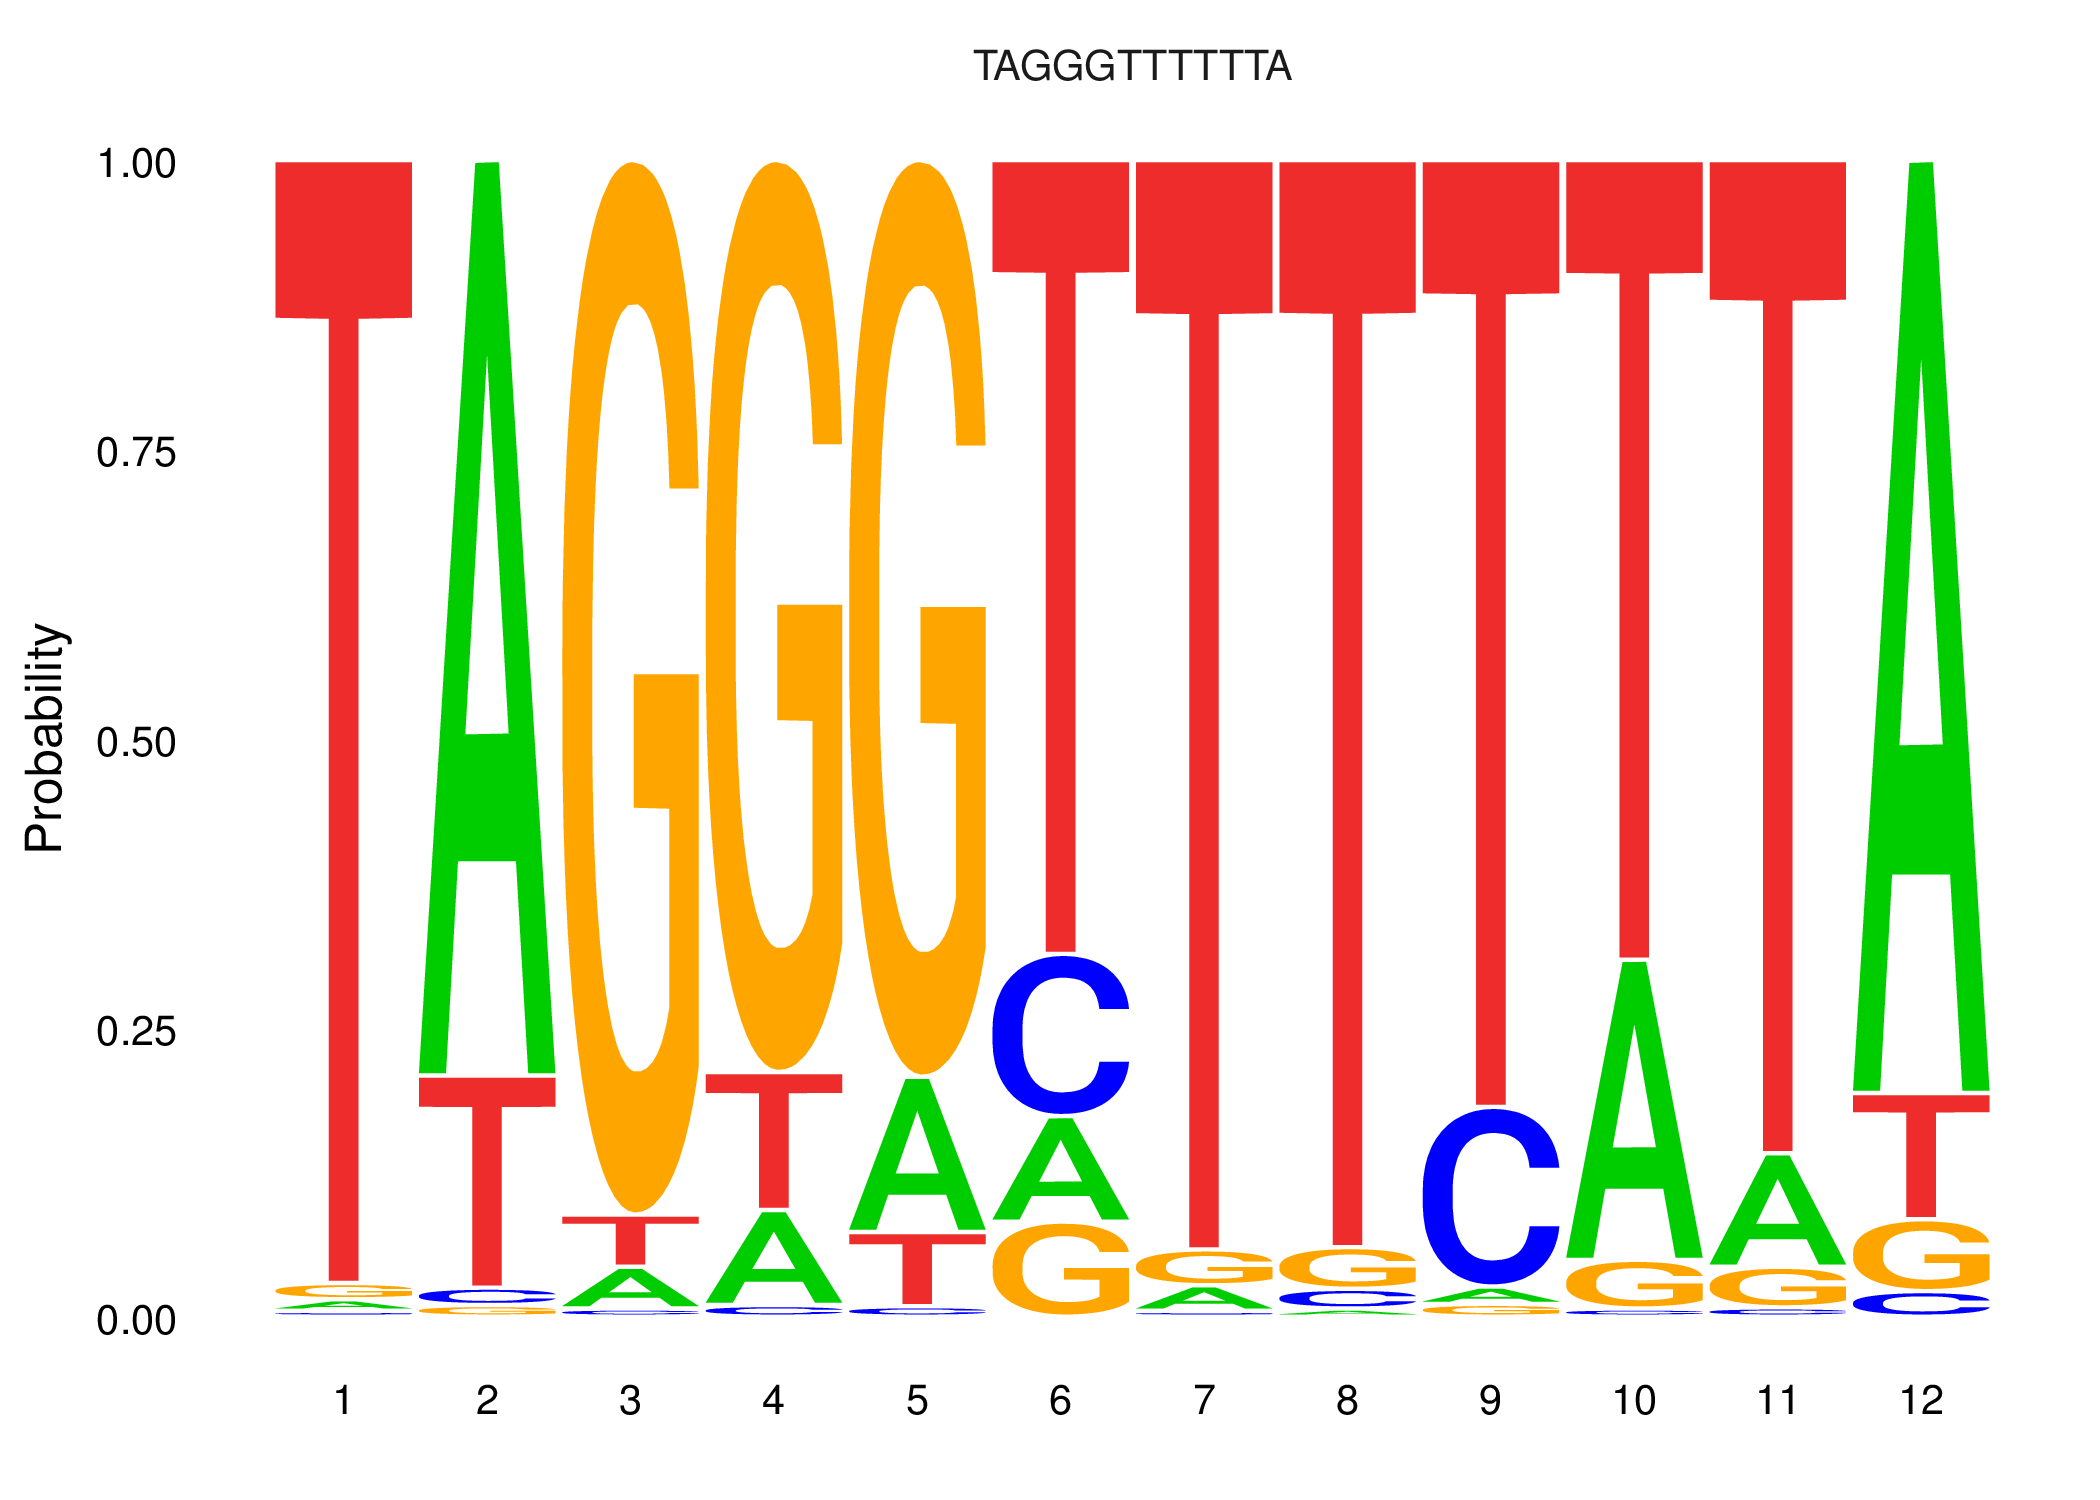 TAGGGTTTTTTA
1.00
0.75
0.50
0.25
0.00
Probability
T A G G G T T T T T T A
T T A C C A A T
T A T A G G A G G
G C A G A C A G
A G C C C A G C C C
1 2 3 4 5 6 7 8 9 10 11 12